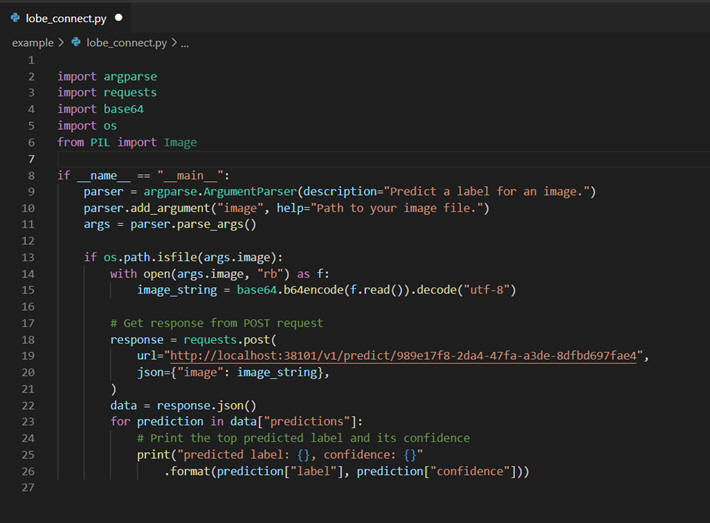 lobe_connect.py
example > lobe_connect.py > ...
1
2 import argparse
3 import requests
4 import base64
5 import os
6 from PIL import Image
7
8 if __name__ == "__main__":
9     parser = argparse.ArgumentParser(description="Predict a label for an image.")
10     parser.add_argument("image", help="Path to your image file.")
11     args = parser.parse_args()
12
13     if os.path.isfile(args.image):
14         with open(args.image, "rb") as f:
15             image_string = base64.b64encode(f.read()).decode("utf-8")
16
17         # Get response from POST request
18         response = requests.post(
19             url="http://localhost:38101/v1/predict/989e17f8-2da4-47fa-a3de-8dfbd697fae4",
20             json={"image": image_string},
21         )
22         data = response.json()
23         for prediction in data["predictions"]:
24             # Print the top predicted label and its confidence
25             print("predicted label: {}, confidence: {}"
26                 .format(prediction["label"], prediction["confidence"]))
27